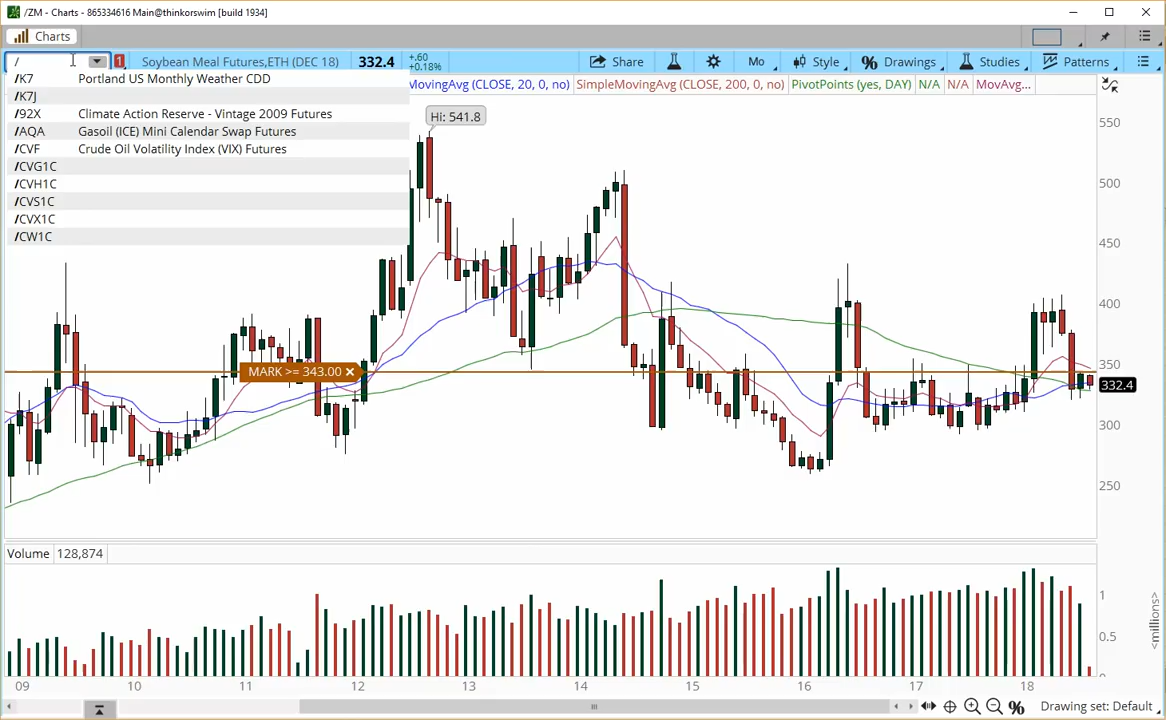 /ZM - Charts - 865334616 Main@thinkorswim [build 1934]
Charts
/ 1 Soybean Meal Futures,ETH (DEC 18) 332.4 +.60 +0.18% Share Mo Style % Drawings Studies Patterns
MovingAvg (CLOSE, 20, 0, no) SimpleMovingAvg (CLOSE, 200, 0, no) PivotPoints (yes, DAY) N/A N/A MovAvg...
/K7 Portland US Monthly Weather CDD
/K7J
/92X Climate Action Reserve - Vintage 2009 Futures
/AQA Gasoil (ICE) Mini Calendar Swap Futures
/CVF Crude Oil Volatility Index (VIX) Futures
/CVG1C
/CVH1C
/CVS1C
/CVX1C
/CW1C
Hi: 541.8
550
500
450
400
350
MARK >= 343.00 ×
332.4
300
250
Volume 128,874
1
0.5
<millions>
09 10 11 12 13 14 15 16 17 18
% Drawing set: Default